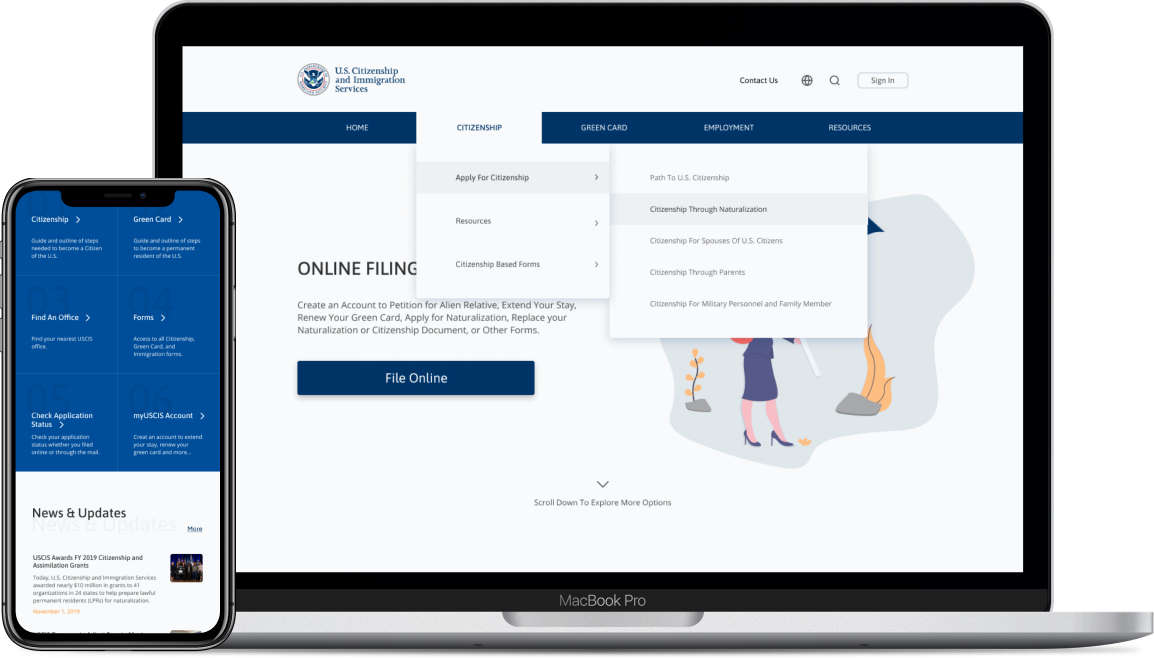 U.S. Citizenship
and Immigration
Services
Contact Us
Sign In
HOME
CITIZENSHIP
GREEN CARD
EMPLOYMENT
RESOURCES
Apply For Citizenship
Resources
Citizenship Based Forms
Path To U.S. Citizenship
Citizenship Through Naturalization
Citizenship For Spouses Of U.S. Citizens
Citizenship Through Parents
Citizenship For Military Personnel and Family Member
ONLINE FILING
Create an Account to Petition for Alien Relative, Extend Your Stay,
Renew Your Green Card, Apply for Naturalization, Replace your
Naturalization or Citizenship Document, or Other Forms.
File Online
Scroll Down To Explore More Options
MacBook Pro
Citizenship
Guide and outline of steps
needed to become a Citizen
of the U.S.
Green Card
Guide and outline of steps
to become a permanent
resident of the U.S.
03
Find An Office
Find your nearest USCIS
office.
04
Forms
Access to all Citizenship,
Green Card, and
Immigration forms.
05
Check Application
Status
Check your application
status whether you filed
online or through the mail.
06
myUSCIS Account
Creat an account to extend
your stay, renew your
green card and more...
News & Updates
News & Updates
More
USCIS Awards FY 2019 Citizenship and
Assimilation Grants
Today, U.S. Citizenship and Immigration Services
awarded nearly $10 million in grants to 41
organizations in 24 states to help prepare lawful
permanent residents (LPRs) for naturalization.
November 1, 2019